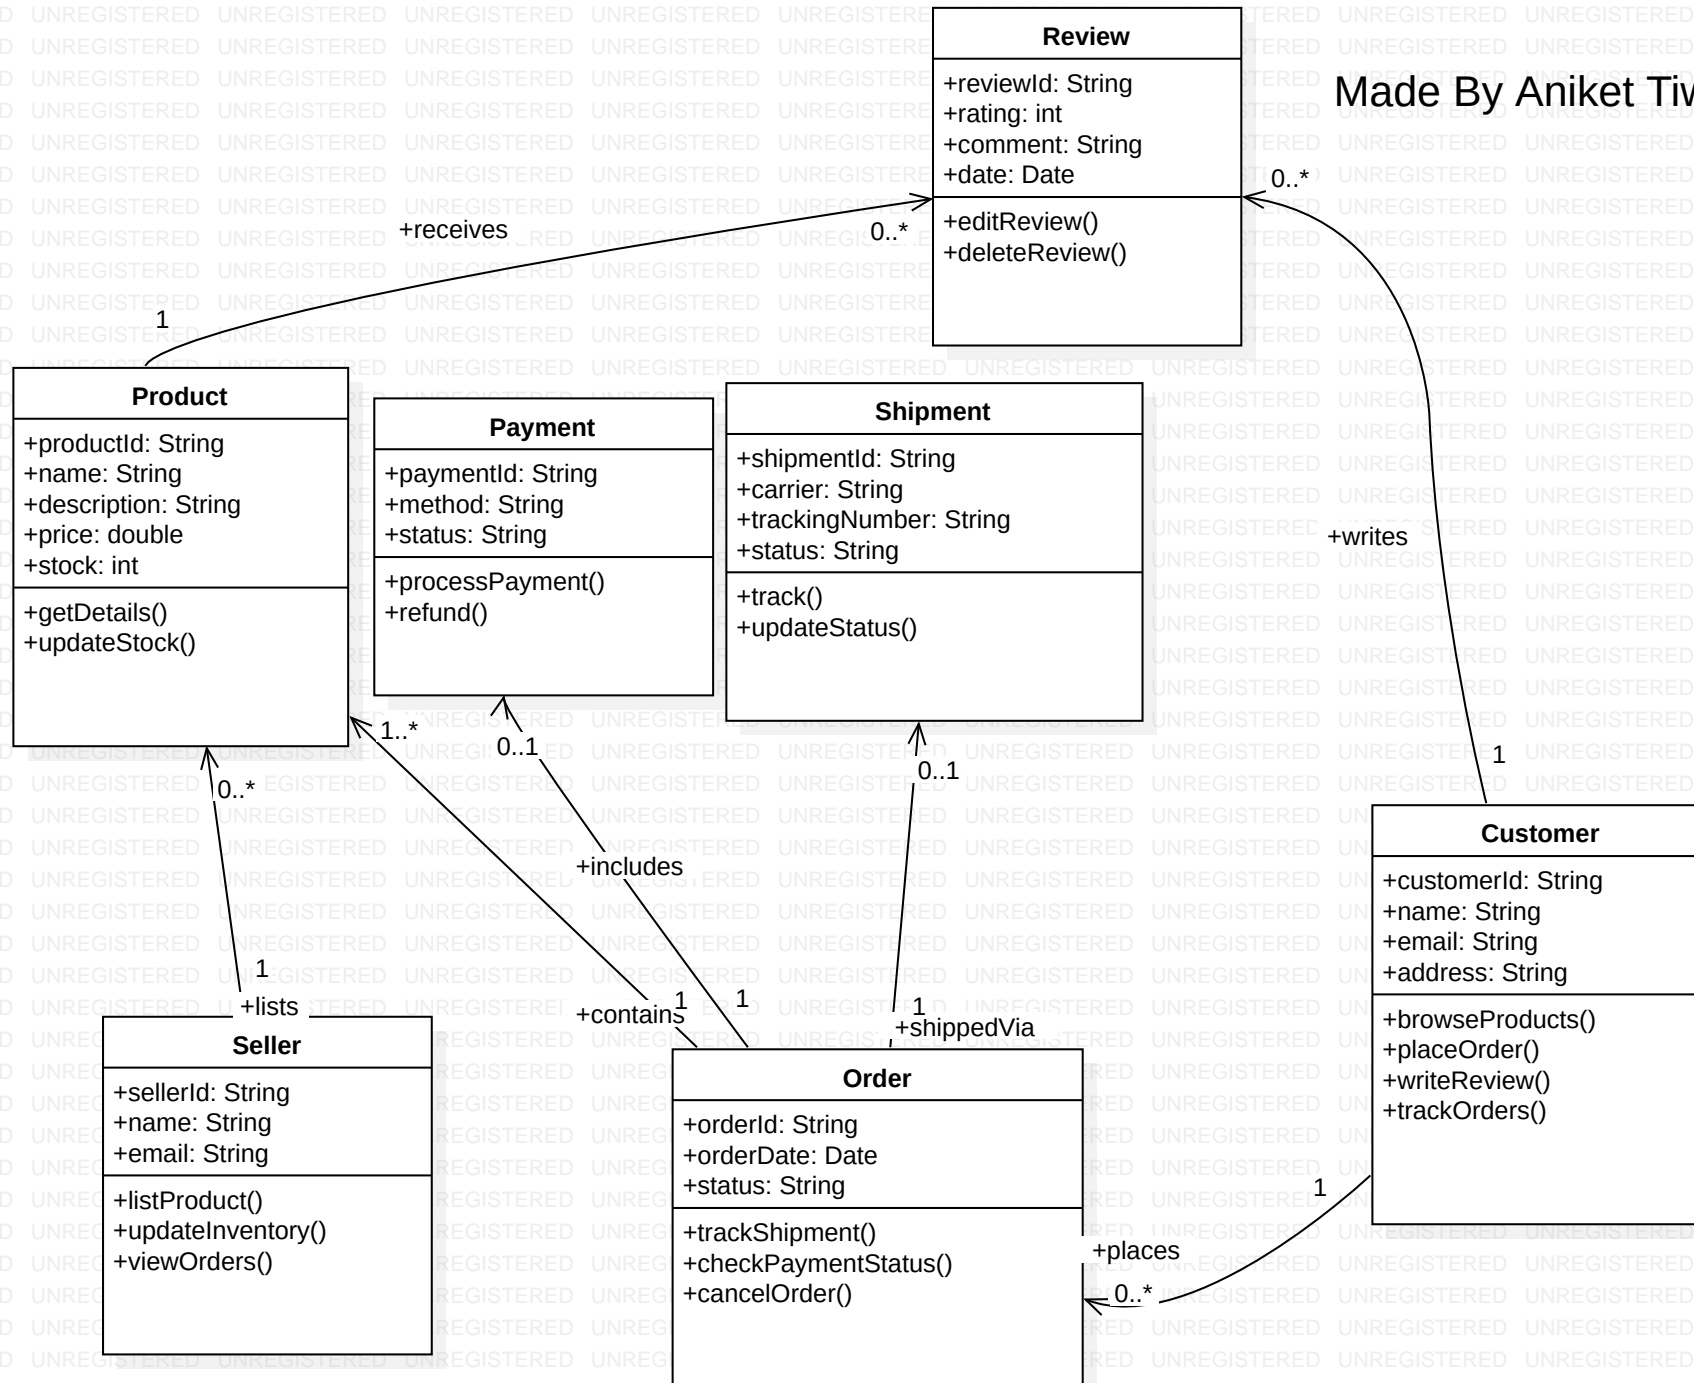 Review
+reviewId: String
+rating: int
+comment: String
+date: Date
+editReview()
+deleteReview()
Made By Aniket
0..*
+receives
0..*
1
Product
+productId: String
+name: String
+description: String
+price: double
+stock: int
+getDetails()
+updateStock()
Payment
+paymentId: String
+method: String
+status: String
+processPayment()
+refund()
Shipment
+shipmentId: String
+carrier: String
+trackingNumber: String
+status: String
+track()
+updateStatus()
+writes
1..*
0..1
0..1
0..*
1
+includes
Customer
+customerId: String
+name: String
+email: String
+address: String
+browseProducts()
+placeOrder()
+writeReview()
+trackOrders()
1
+lists
+contains
1
1
1
+shippedVia
Seller
+sellerId: String
+name: String
+email: String
+listProduct()
+updateInventory()
+viewOrders()
Order
+orderId: String
+orderDate: Date
+status: String
+trackShipment()
+checkPaymentStatus()
+cancelOrder()
1
+places
0..*
UNREGISTERED